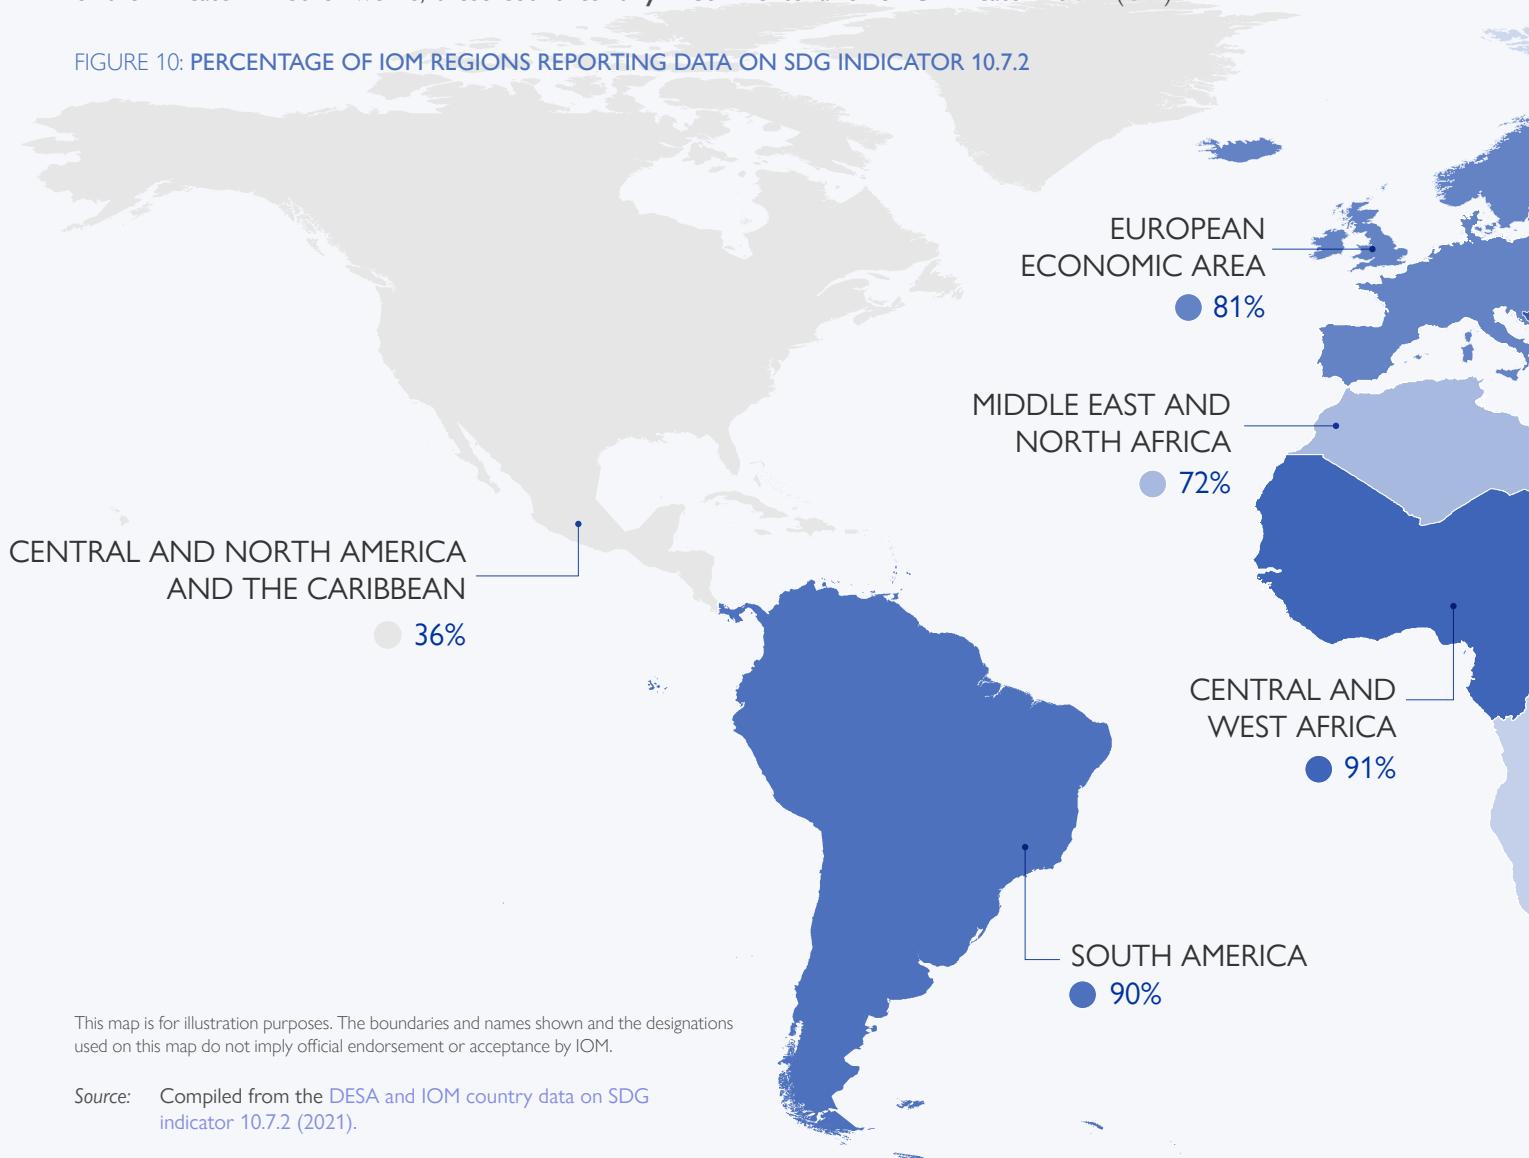 FIGURE 10: PERCENTAGE OF IOM REGIONS REPORTING DATA ON SDG INDICATOR 10.7.2
EUROPEAN
ECONOMIC AREA
81%
MIDDLE EAST AND
NORTH AFRICA
72%
CENTRAL AND NORTH AMERICA
AND THE CARIBBEAN
36%
CENTRAL AND
WEST AFRICA
91%
SOUTH AMERICA
90%
This map is for illustration purposes. The boundaries and names shown and the designations
used on this map do not imply official endorsement or acceptance by IOM.
Source: Compiled from the DESA and IOM country data on SDG
indicator 10.7.2 (2021).